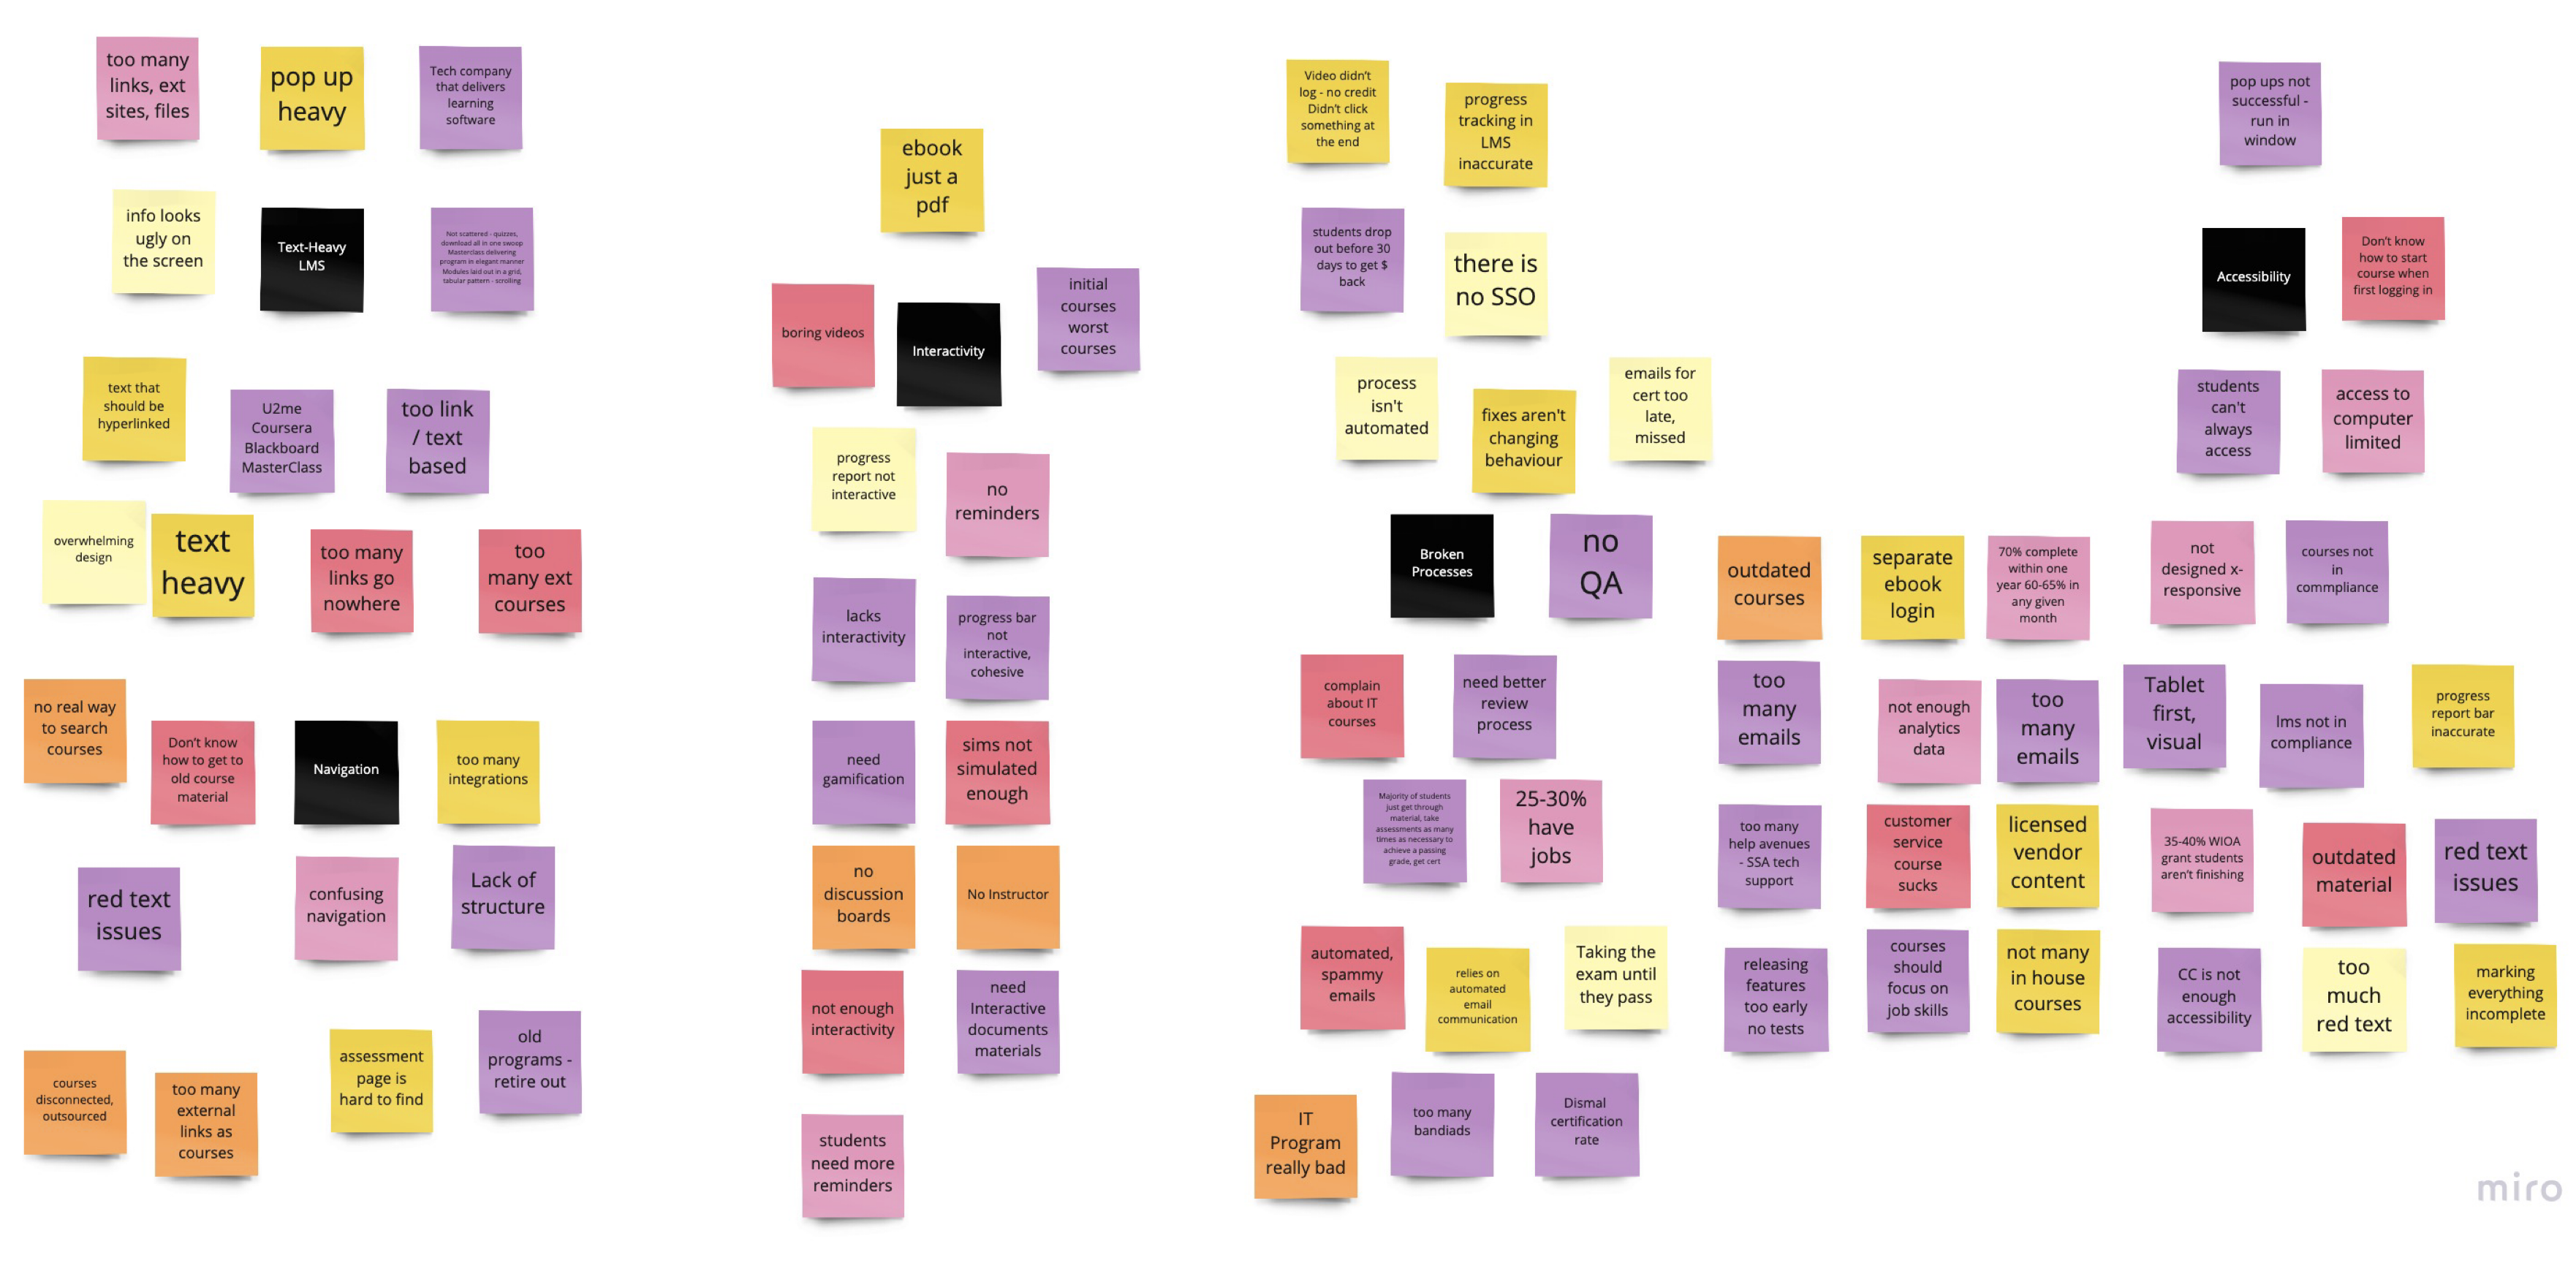 too many
links, ext
sites, files
pop up
heavy
Tech company
that delivers
learning
software
info looks
ugly on
the screen
Text-Heavy
LMS
Not scattered - quizzes,
download all in one swoop
Masterclass delivering
program in elegant manner
Modules laid out in a grid,
tabular pattern - scrolling
text that
should be
hyperlinked
U2me
Coursera
Blackboard
MasterClass
too link
/ text
based
overwhelming
design
text
heavy
too many
links go
nowhere
too
many ext
courses
no real way
to search
courses
Don't know
how to get to
old course
material
Navigation
too many
integrations
red text
issues
confusing
navigation
Lack of
structure
courses
disconnected,
outsourced
too many
external
links as
courses
assessment
page is
hard to find
old
programs -
retire out
ebook
just a
pdf
boring videos
Interactivity
initial
courses
worst
courses
progress
report not
interactive
no
reminders
lacks
interactivity
progress bar
not
interactive,
cohesive
need
gamification
sims not
simulated
enough
no
discussion
boards
No Instructor
not enough
interactivity
need
Interactive
documents
materials
students
need more
reminders
Video didn't
log - no credit
Didn't click
something at
the end
progress
tracking in
LMS
inaccurate
students drop
out before 30
days to get $
back
there is
no SSO
process
isn't
automated
fixes aren't
changing
behaviour
emails for
cert too
late,
missed
Broken
Processes
no
QA
complain
about IT
courses
need better
review
process
Majority of students
just get through
material, take
assessments as many
times as necessary to
achieve a passing
grade, get cert
25-30%
have
jobs
automated,
spammy
emails
relies on
automated
email
communication
Taking the
exam until
they pass
IT
Program
really bad
too many
bandiads
Dismal
certification
rate
outdated
courses
separate
ebook
login
70% complete
within one
year 60-65% in
any given
month
too
many
emails
not enough
analytics
data
too
many
emails
too many
help avenues
- SSA tech
support
customer
service
course
sucks
licensed
vendor
content
releasing
features
too early
no tests
courses
should
focus on
job skills
not many
in house
courses
pop ups not
successful -
run in
window
Accessibility
Don't know
how to start
course when
first logging in
students
can't
always
access
access to
computer
limited
not
designed x-
responsive
courses not
in
commpliance
Tablet
first,
visual
lms not in
compliance
progress
report bar
inaccurate
35-40% WIOA
grant students
aren't finishing
outdated
material
red text
issues
CC is not
enough
accessibility
too
much
red text
marking
everything
incomplete
miro